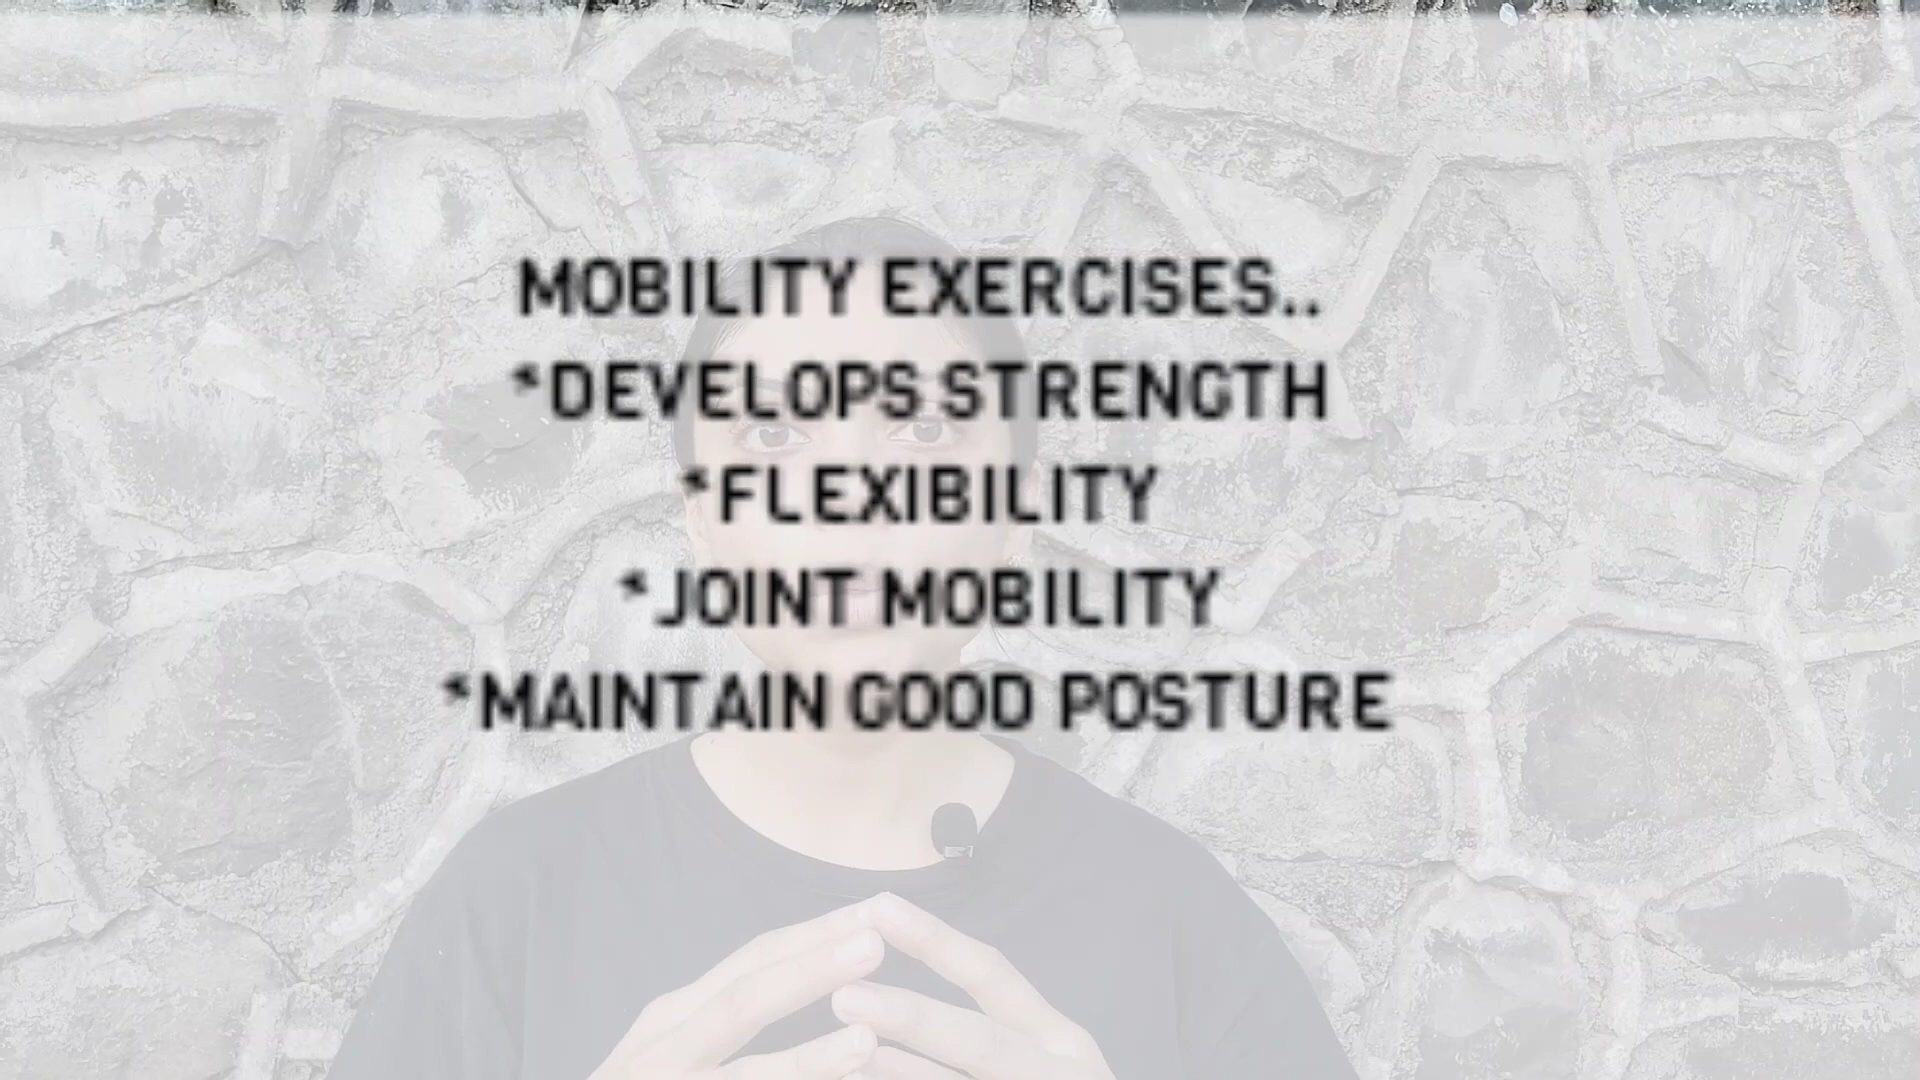 MOBILITY EXERCISES..
*DEVELOPS STRENGTH
*FLEXIBILITY
*JOINT MOBILITY
*MAINTAIN GOOD POSTURE